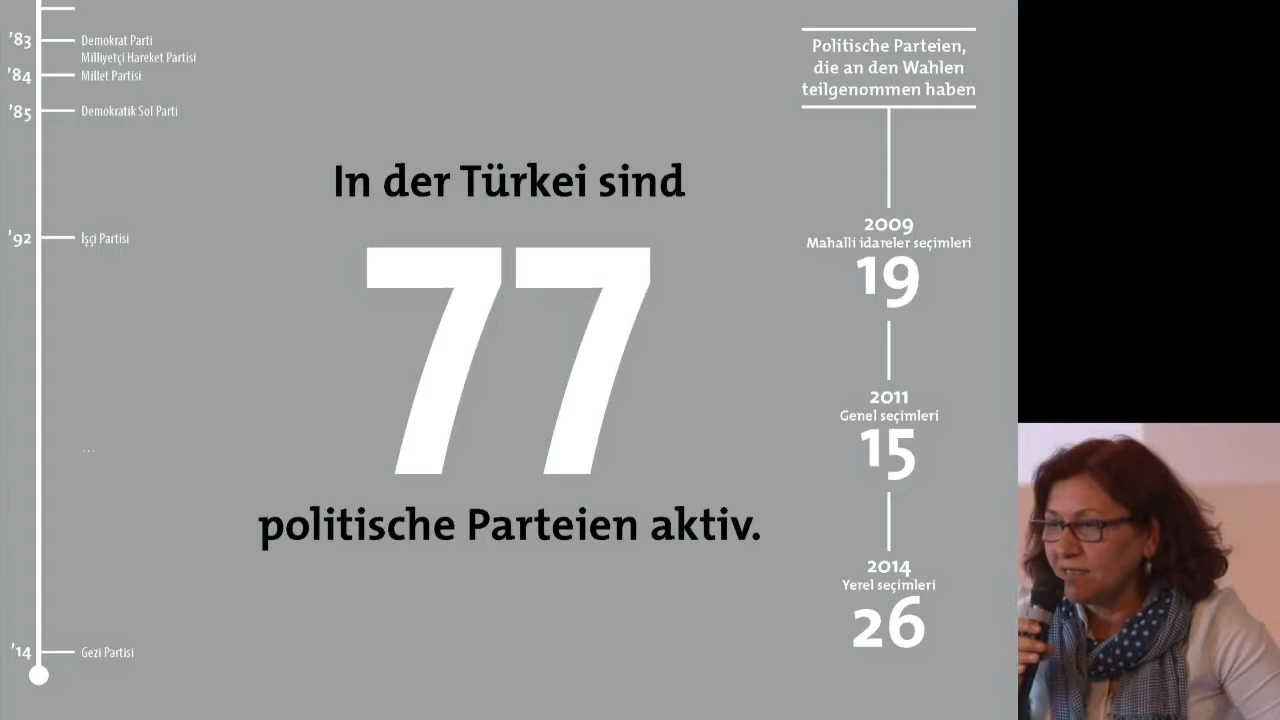 '83
Demokrat Parti
Milliyetçi Hareket Partisi
'84
Millet Partisi
'85
Demokratik Sol Parti
'92
İşçi Partisi
...
'14
Gezi Partisi
In der Türkei sind
77
politische Parteien aktiv.
Politische Parteien,
die an den Wahlen
teilgenommen haben
2009
Mahalli idareler seçimleri
19
2011
Genel seçimleri
15
2014
Yerel seçimleri
26